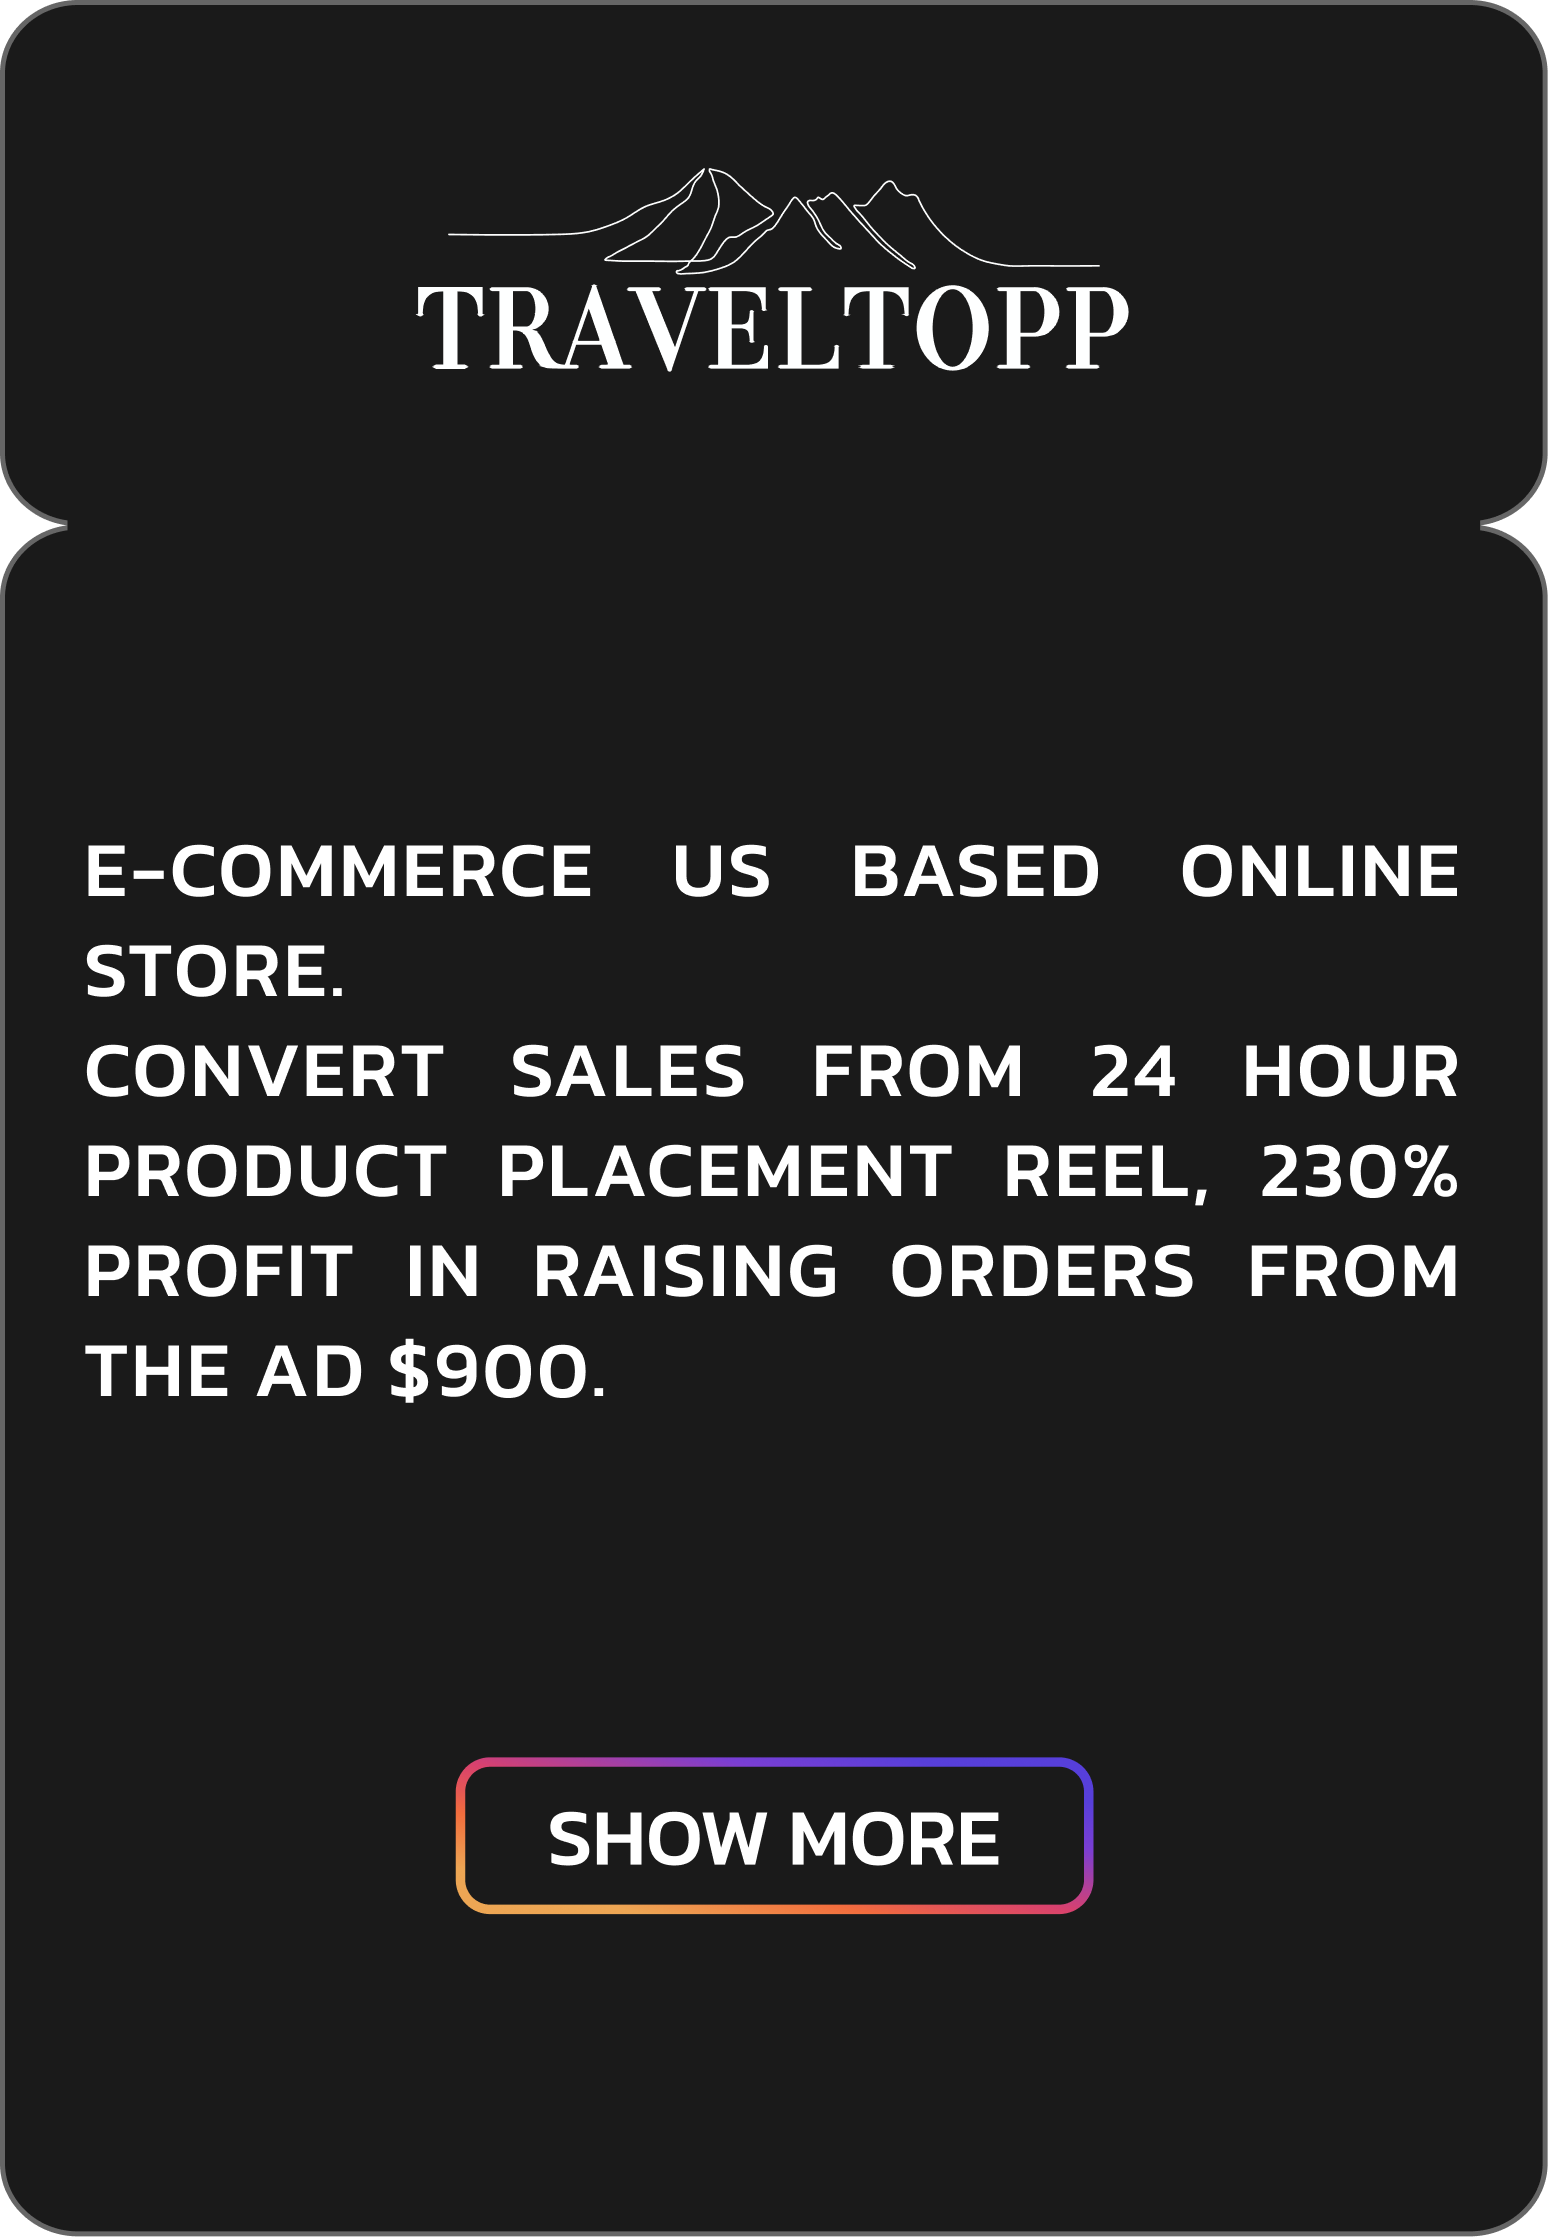 TRAVELTOPP
E-COMMERCE US BASED ONLINE
STORE.
CONVERT SALES FROM 24 HOUR
PRODUCT PLACEMENT REEL, 230%
PROFIT IN RAISING ORDERS FROM
THE AD $900.
SHOW MORE